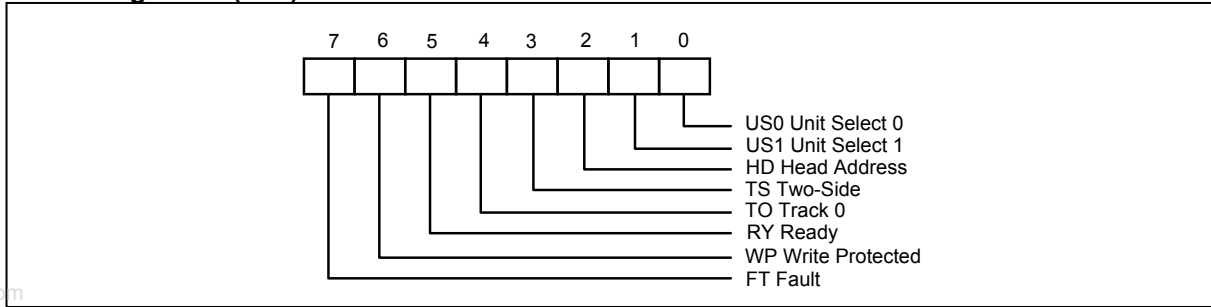 7 6 5 4 3 2 1 0
US0 Unit Select 0
US1 Unit Select 1
HD Head Address
TS Two-Side
TO Track 0
RY Ready
WP Write Protected
FT Fault
om